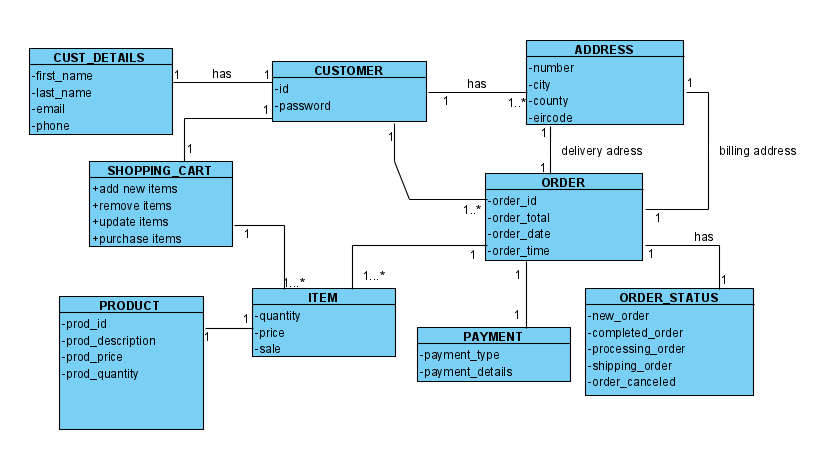 CUST_DETAILS
-first_name
-last_name
-email
-phone
1
has
1
CUSTOMER
-id
-password
1
has
1..*
ADDRESS
-number
-city
-county
-eircode
1
1
1
1
1
delivery adress
billing address
1
SHOPPING_CART
+add new items
+remove items
+update items
+purchase items
1
1..*
ORDER
-order_id
-order_total
-order_date
-order_time
1
1
has
1
1
1...*
1...*
1
1
PRODUCT
-prod_id
-prod_description
-prod_price
-prod_quantity
1
1
ITEM
-quantity
-price
-sale
1
PAYMENT
-payment_type
-payment_details
ORDER_STATUS
-new_order
-completed_order
-processing_order
-shipping_order
-order_canceled